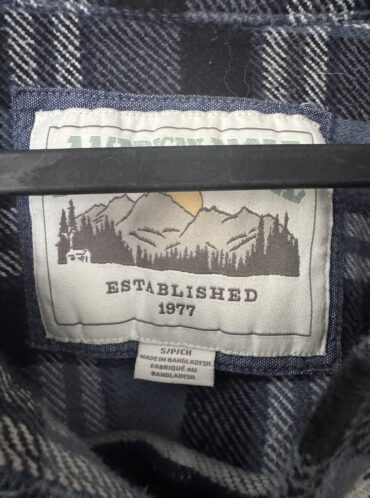 ESTABLISHED
1977
S/P/CH
MADE IN BANGLADESH
FABRIQUÉ AU
BANGLADESH